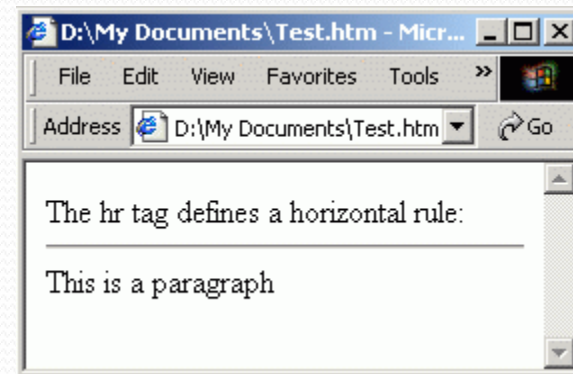 D:\My Documents\Test.htm - Micr...
File Edit View Favorites Tools »
Address D:\My Documents\Test.htm Go
The hr tag defines a horizontal rule:
This is a paragraph